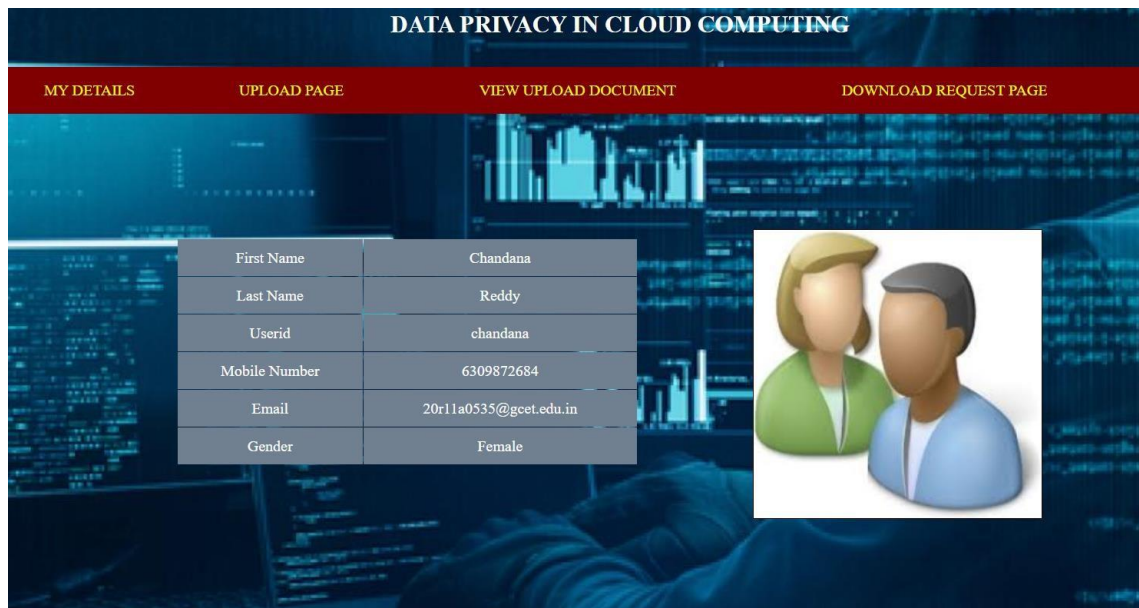 DATA PRIVACY IN CLOUD COMPUTING
MY DETAILS UPLOAD PAGE VIEW UPLOAD DOCUMENT DOWNLOAD REQUEST PAGE
First Name Chandana
Last Name Reddy
Userid chandana
Mobile Number 6309872684
Email 20r11a0535@gcet.edu.in
Gender Female